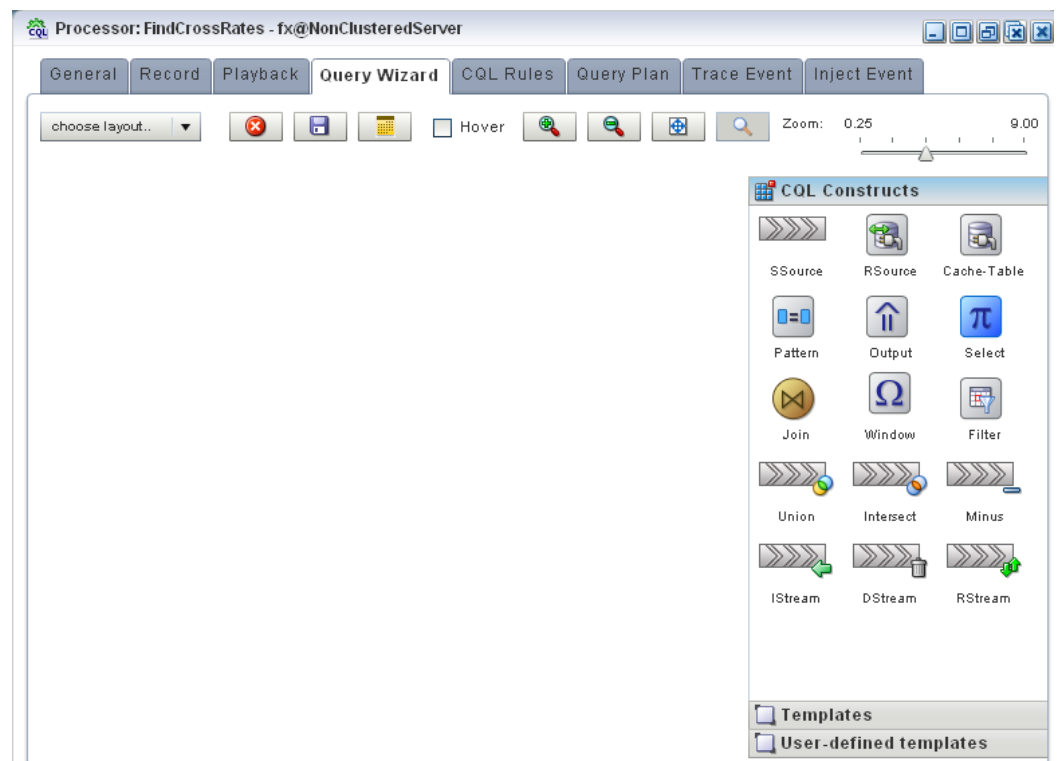 Processor: FindCrossRates - fx@NonClusteredServer
General Record Playback Query Wizard CQL Rules Query Plan Trace Event Inject Event
choose layout.. Hover Zoom: 0.25 9.00
CQL Constructs
SSource RSource Cache-Table
Pattern Output Select
Join Window Filter
Union Intersect Minus
IStream DStream RStream
Templates
User-defined templates